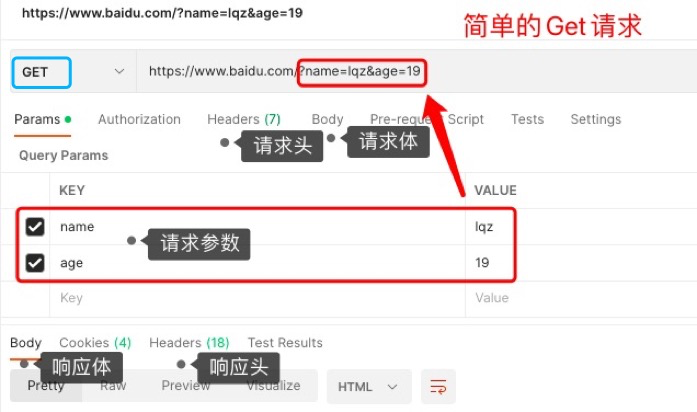 https://www.baidu.com/?name=lqz&age=19
简单的Get请求
GET https://www.baidu.com/?name=lqz&age=19
Params Authorization Headers (7) Body Pre-request Script Tests Settings
请求头 请求体
Query Params
KEY VALUE
name lqz
请求参数
age 19
Key Value
Body Cookies (4) Headers (18) Test Results
响应体 响应头
Pretty Raw Preview Visualize HTML